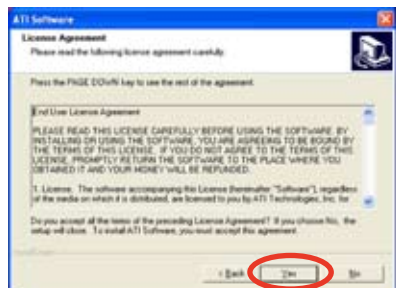 ATI Software
License Agreement
Please read the following license agreement carefully.
Press the PAGE DOWN key to see the rest of the agreement.
End User License Agreement
PLEASE READ THIS LICENSE CAREFULLY BEFORE USING THE SOFTWARE. BY
INSTALLING OR USING THE SOFTWARE, YOU ARE AGREEING TO BE BOUND BY
THE TERMS OF THIS LICENSE. IF YOU DO NOT AGREE TO THE TERMS OF THIS
LICENSE, PROMPTLY RETURN THE SOFTWARE TO THE PLACE WHERE YOU
OBTAINED IT AND YOUR MONEY WILL BE REFUNDED.
1. License. The software accompanying this License (hereinafter "Software"), regardless
of the media on which it is distributed, are licensed to you by ATI Technologies, Inc. for
Do you accept all the terms of the preceding License Agreement? If you choose No, the
setup will close. To install ATI Software, you must accept this agreement.
< Back Yes No